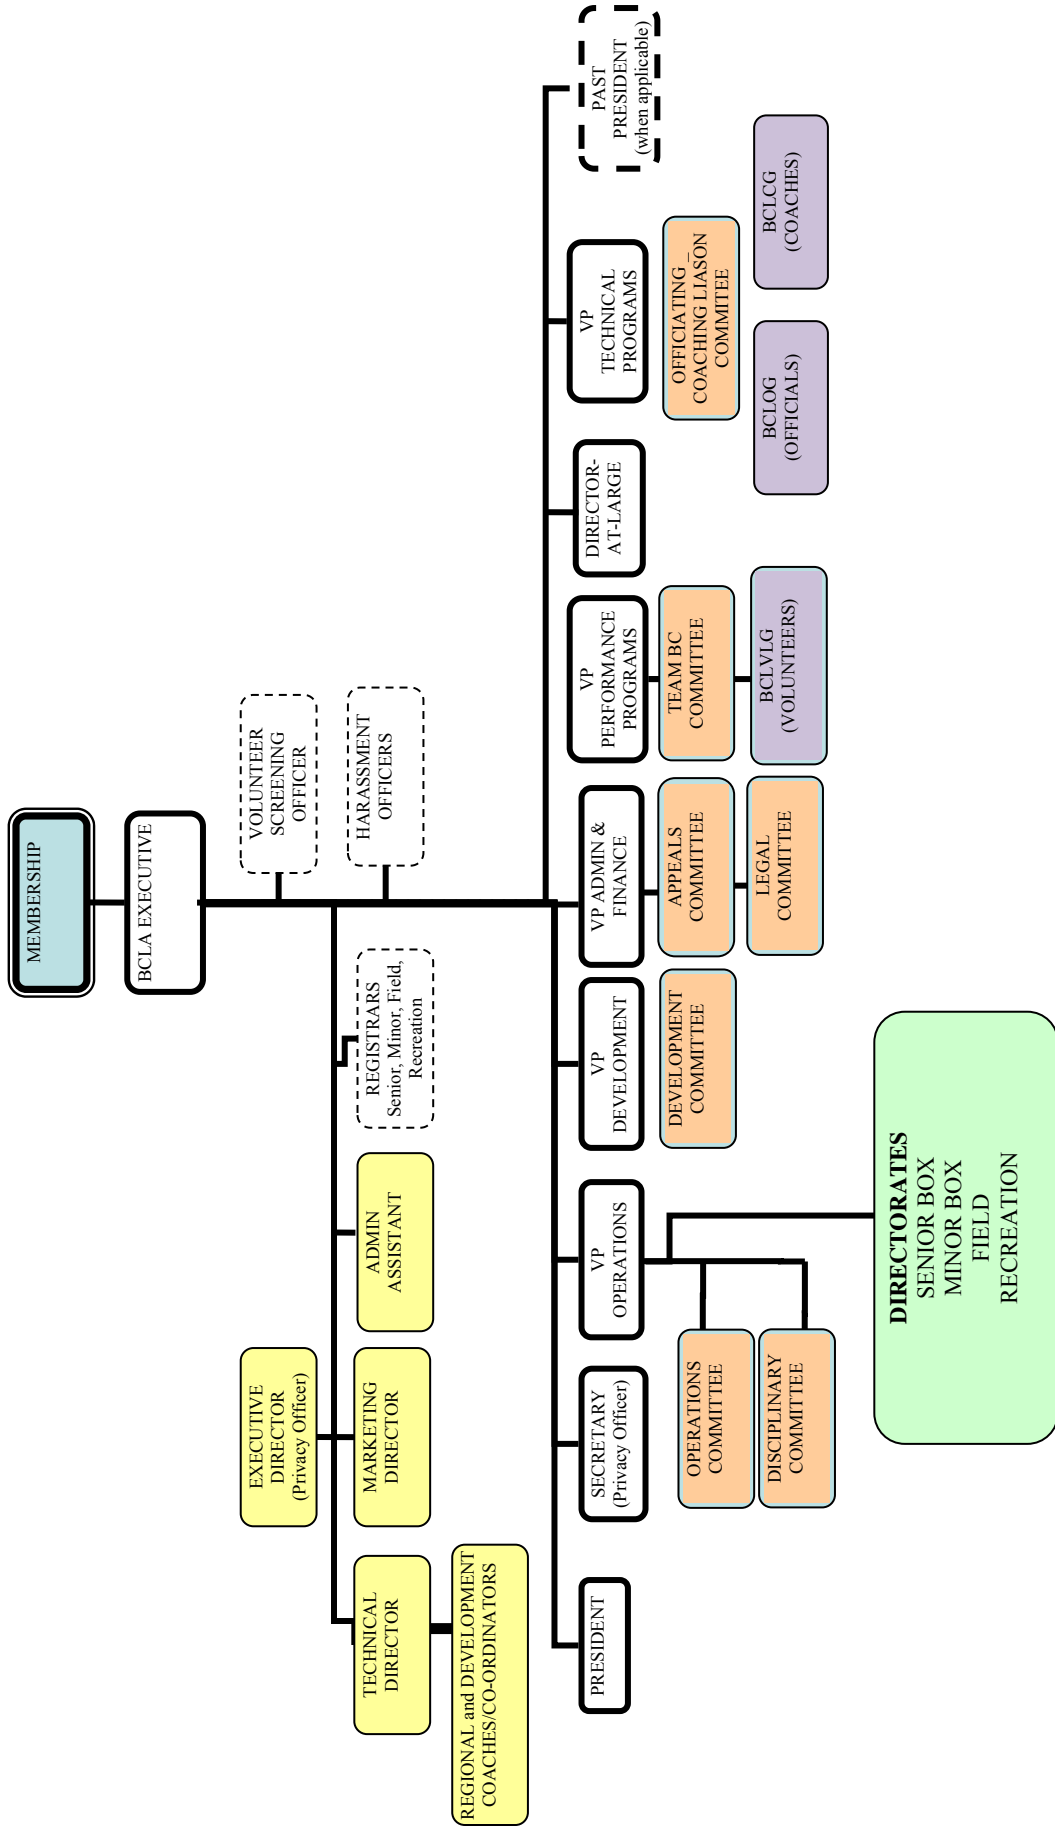 MEMBERSHIP
BCLA EXECUTIVE
VOLUNTEER
SCREENING
OFFICER
HARASSMENT
OFFICERS
EXECUTIVE
DIRECTOR
(Privacy Officer)
TECHNICAL
DIRECTOR
MARKETING
DIRECTOR
ADMIN
ASSISTANT
REGISTRARS
Senior, Minor, Field,
Recreation
REGIONAL and DEVELOPMENT
COACHES/CO-ORDINATORS
PRESIDENT
SECRETARY
(Privacy Officer)
VP
OPERATIONS
VP
DEVELOPMENT
VP ADMIN &
FINANCE
VP
PERFORMANCE
PROGRAMS
DIRECTOR-
AT-LARGE
VP
TECHNICAL
PROGRAMS
PAST
PRESIDENT
(when applicable)
OPERATIONS
COMMITTEE
DISCIPLINARY
COMMITTEE
DEVELOPMENT
COMMITTEE
APPEALS
COMMITTEE
LEGAL
COMMITTEE
TEAM BC
COMMITTEE
BCLVLG
(VOLUNTEERS)
OFFICIATING_
COACHING LIASON
COMMITEE
BCLOG
(OFFICIALS)
BCLCG
(COACHES)
DIRECTORATES
SENIOR BOX
MINOR BOX
FIELD
RECREATION